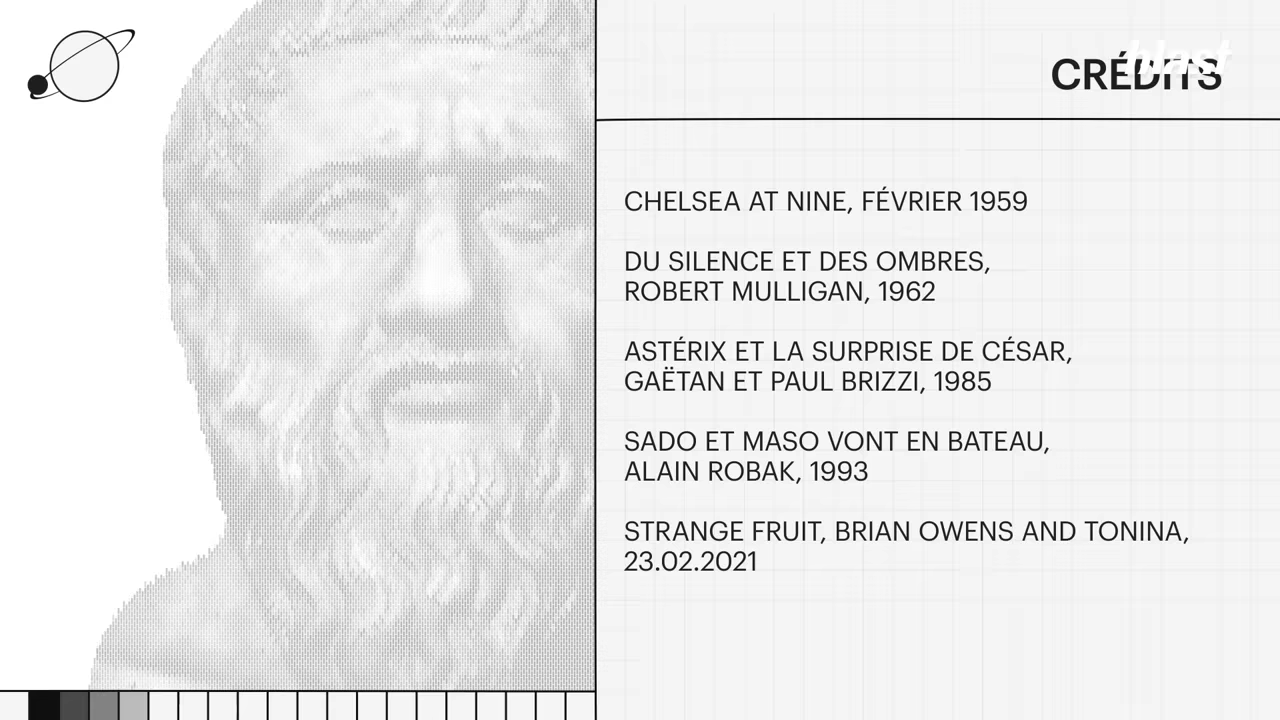 blast
CRÉDITS
CHELSEA AT NINE, FÉVRIER 1959
DU SILENCE ET DES OMBRES,
ROBERT MULLIGAN, 1962
ASTÉRIX ET LA SURPRISE DE CÉSAR,
GAËTAN ET PAUL BRIZZI, 1985
SADO ET MASO VONT EN BATEAU,
ALAIN ROBAK, 1993
STRANGE FRUIT, BRIAN OWENS AND TONINA,
23.02.2021